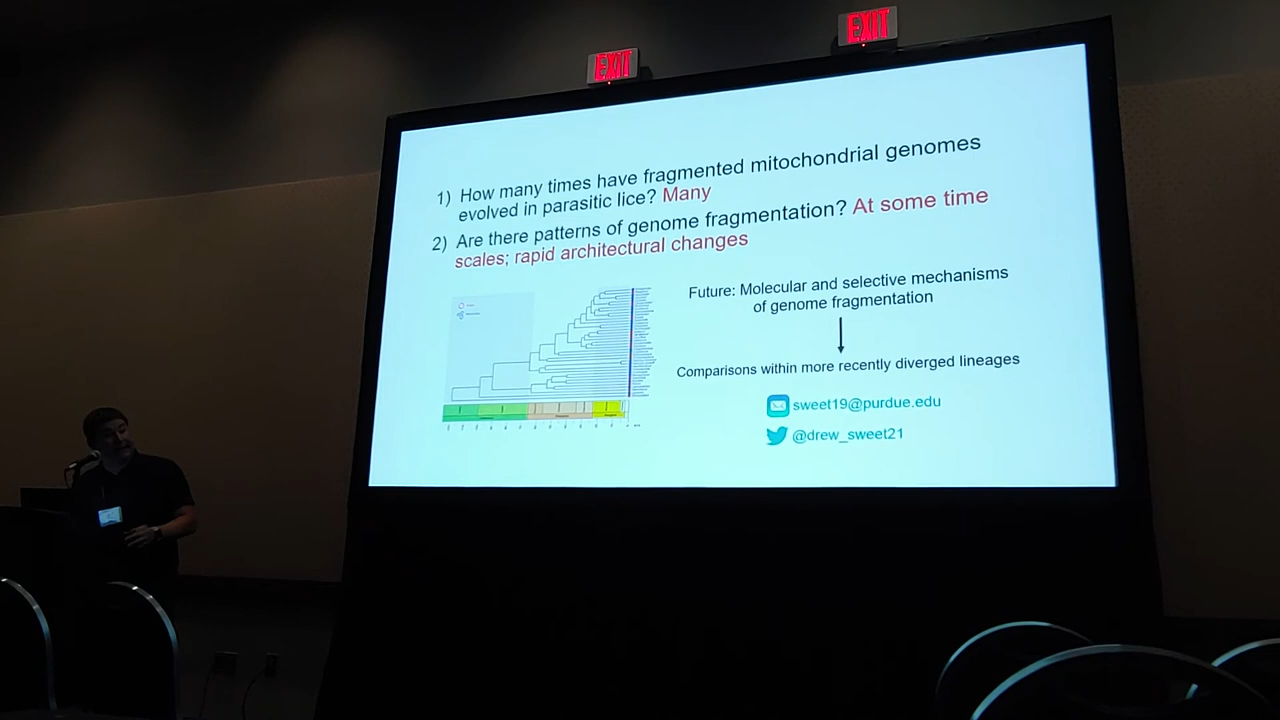 EXIT
EXIT
1) How many times have fragmented mitochondrial genomes
evolved in parasitic lice? Many
2) Are there patterns of genome fragmentation? At some time
scales; rapid architectural changes
Future: Molecular and selective mechanisms
of genome fragmentation
Comparisons within more recently diverged lineages
sweet19@purdue.edu
@drew_sweet21